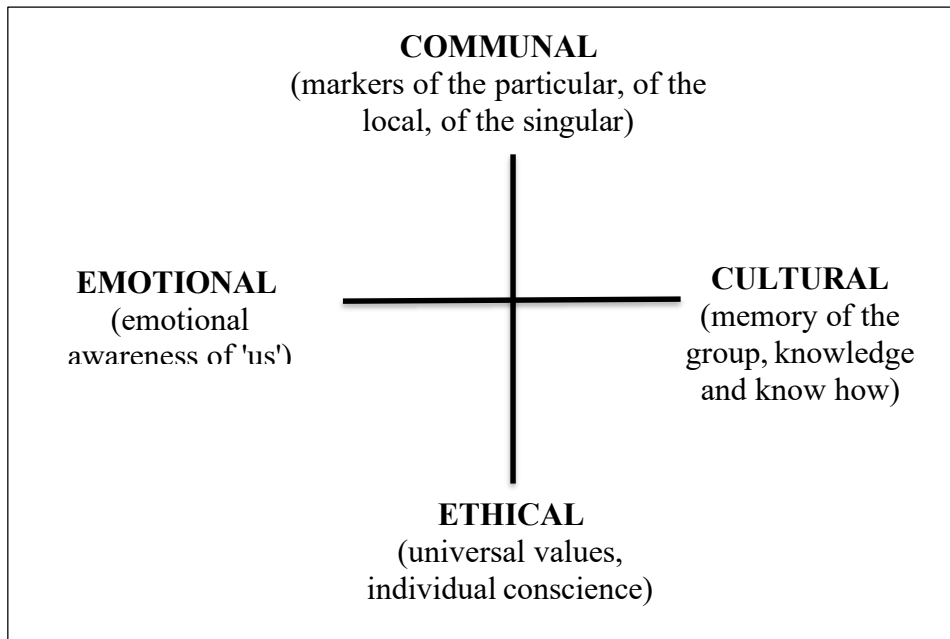 COMMUNAL
(markers of the particular, of the
local, of the singular)
EMOTIONAL
(emotional
awareness of 'us')
CULTURAL
(memory of the
group, knowledge
and know how)
ETHICAL
(universal values,
individual conscience)